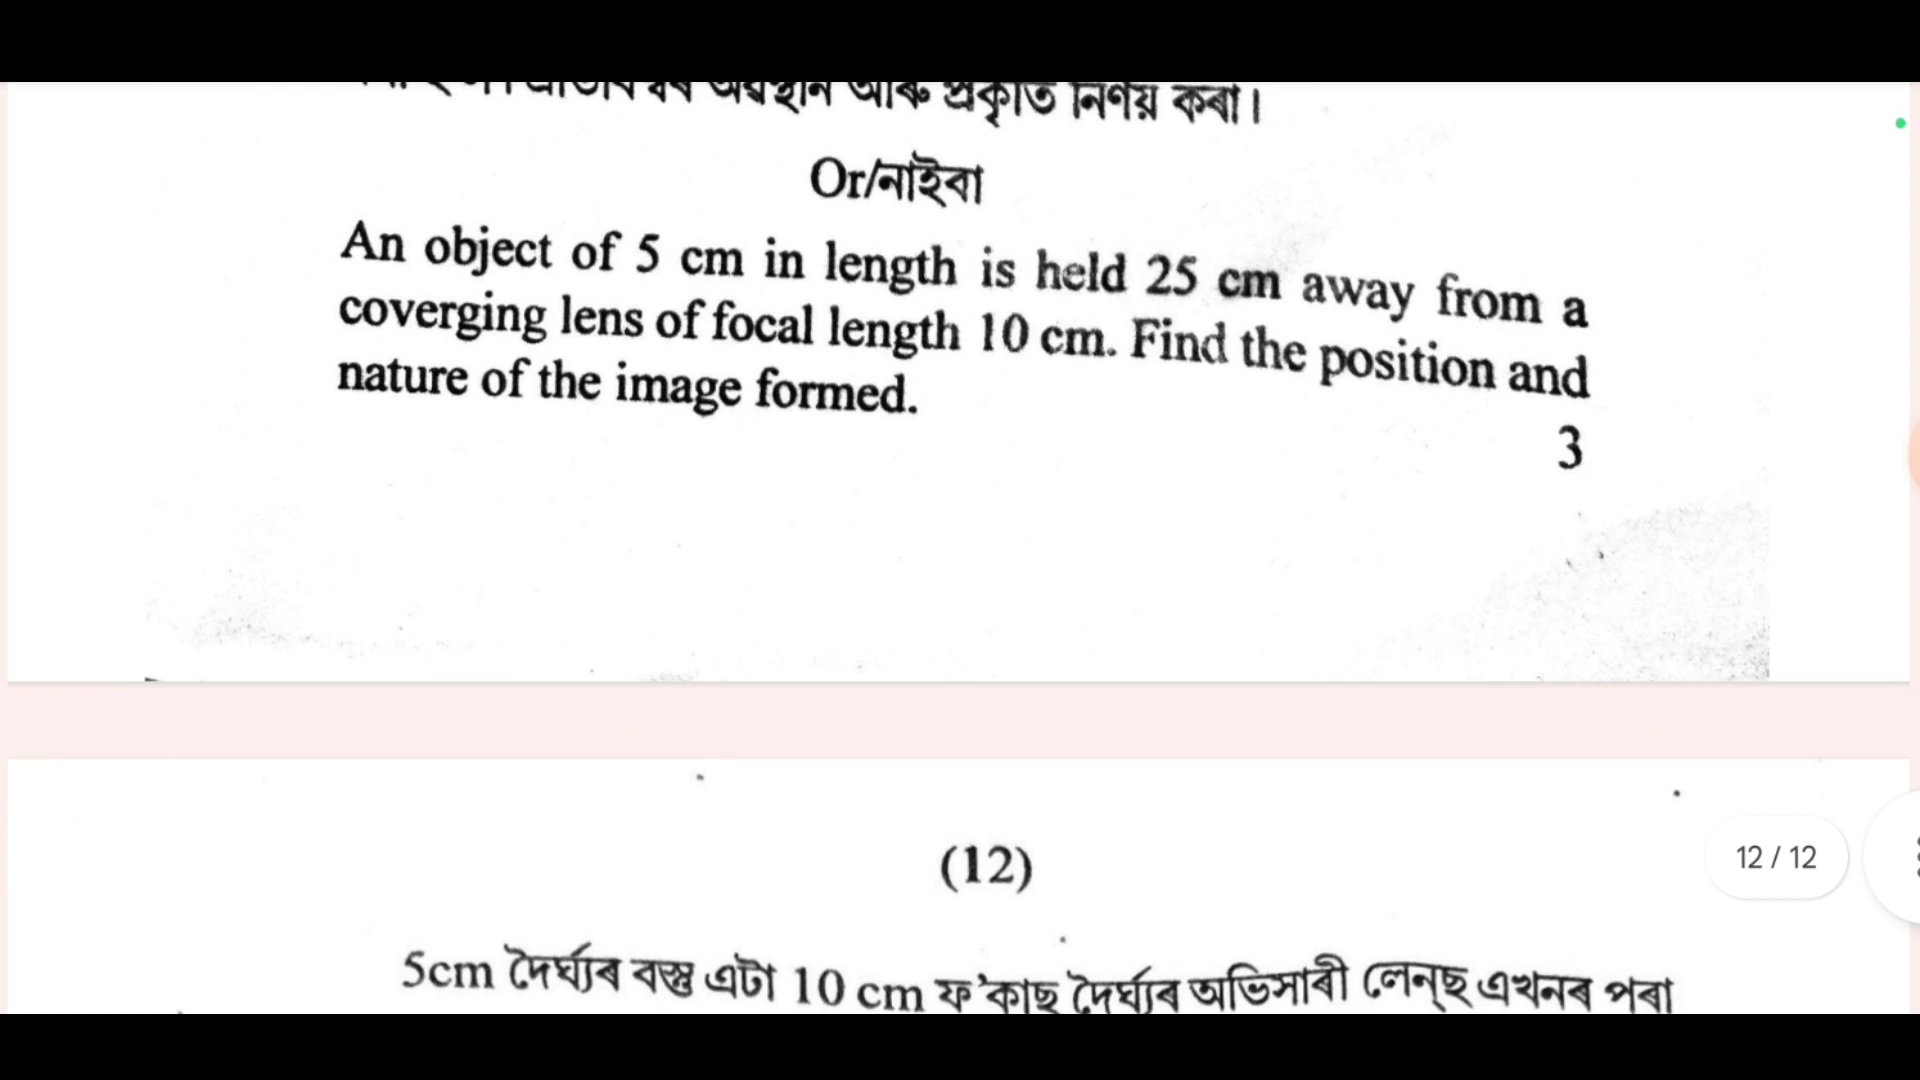 অৱস্থান আৰু প্ৰকৃতি নিৰ্ণয় কৰা।
Or/নাইবা
An object of 5 cm in length is held 25 cm away from a
coverging lens of focal length 10 cm. Find the position and
nature of the image formed.
3
(12)
12 / 12
5cm দৈৰ্ঘ্যৰ বস্তু এটা 10 cm ফ'কাছ দৈৰ্ঘ্যৰ অভিসাৰী লেন্‌ছ এখনৰ পৰা